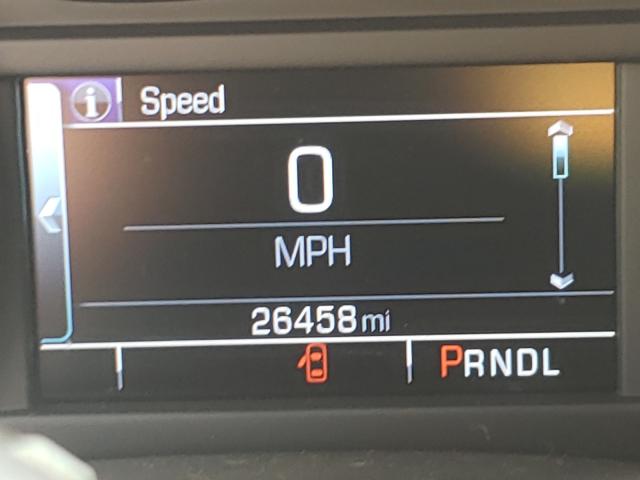 i Speed
0
MPH
26458 mi
PRNDL